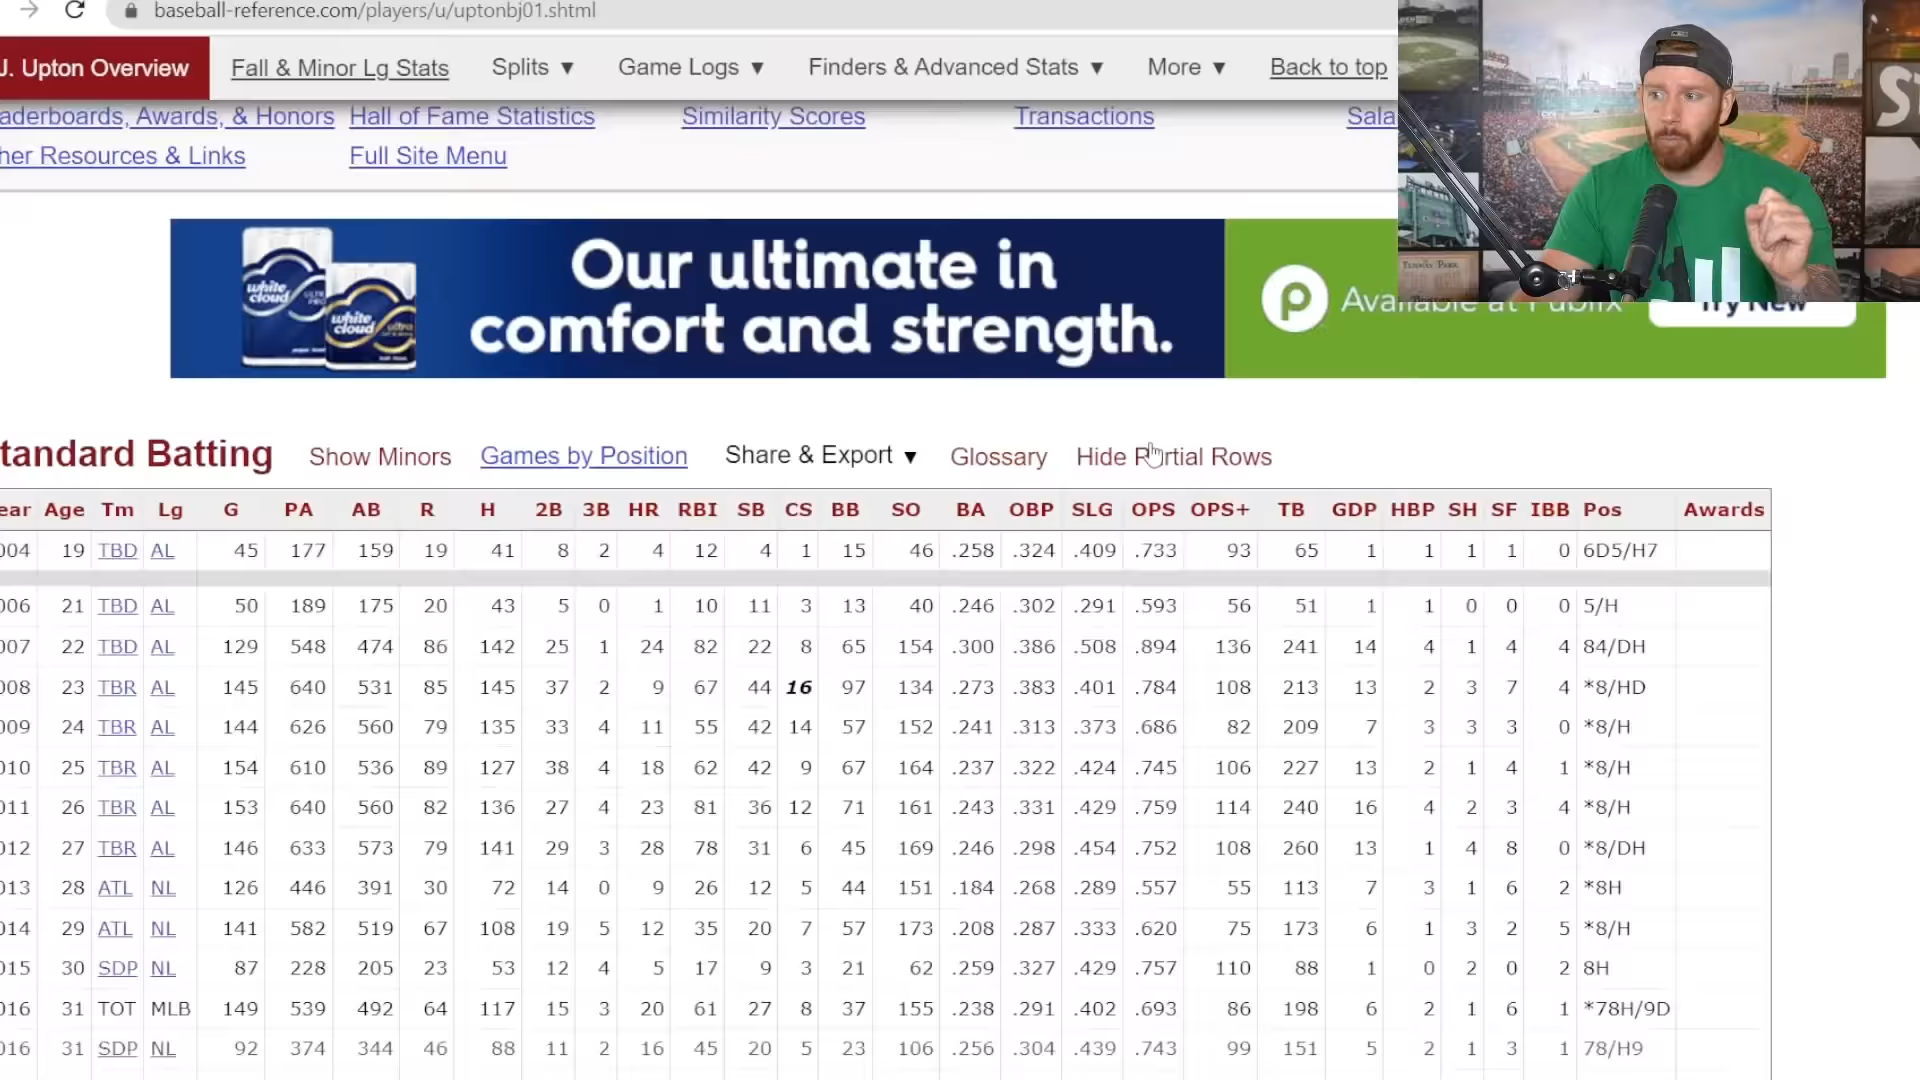 baseball-reference.com/players/u/uptonbj01.shtml
J. Upton Overview Fall & Minor Lg Stats Splits ▼ Game Logs ▼ Finders & Advanced Stats ▼ More ▼ Back to top
aderboards, Awards, & Honors Hall of Fame Statistics Similarity Scores Transactions Sala
her Resources & Links Full Site Menu
white cloud
white cloud ultra
Our ultimate in
comfort and strength.
Available at Publix
Try New
tandard Batting Show Minors Games by Position Share & Export ▼ Glossary Hide Partial Rows
ear Age Tm Lg G PA AB R H 2B 3B HR RBI SB CS BB SO BA OBP SLG OPS OPS+ TB GDP HBP SH SF IBB Pos Awards
004 19 TBD AL 45 177 159 19 41 8 2 4 12 4 1 15 46 .258 .324 .409 .733 93 65 1 1 1 1 0 6D5/H7
006 21 TBD AL 50 189 175 20 43 5 0 1 10 11 3 13 40 .246 .302 .291 .593 56 51 1 1 0 0 0 5/H
007 22 TBD AL 129 548 474 86 142 25 1 24 82 22 8 65 154 .300 .386 .508 .894 136 241 14 4 1 4 4 84/DH
008 23 TBR AL 145 640 531 85 145 37 2 9 67 44 16 97 134 .273 .383 .401 .784 108 213 13 2 3 7 4 *8/HD
009 24 TBR AL 144 626 560 79 135 33 4 11 55 42 14 57 152 .241 .313 .373 .686 82 209 7 3 3 3 0 *8/H
010 25 TBR AL 154 610 536 89 127 38 4 18 62 42 9 67 164 .237 .322 .424 .745 106 227 13 2 1 4 1 *8/H
011 26 TBR AL 153 640 560 82 136 27 4 23 81 36 12 71 161 .243 .331 .429 .759 114 240 16 4 2 3 4 *8/H
012 27 TBR AL 146 633 573 79 141 29 3 28 78 31 6 45 169 .246 .298 .454 .752 108 260 13 1 4 8 0 *8/DH
013 28 ATL NL 126 446 391 30 72 14 0 9 26 12 5 44 151 .184 .268 .289 .557 55 113 7 3 1 6 2 *8H
014 29 ATL NL 141 582 519 67 108 19 5 12 35 20 7 57 173 .208 .287 .333 .620 75 173 6 1 3 2 5 *8/H
015 30 SDP NL 87 228 205 23 53 12 4 5 17 9 3 21 62 .259 .327 .429 .757 110 88 1 0 2 0 2 8H
016 31 TOT MLB 149 539 492 64 117 15 3 20 61 27 8 37 155 .238 .291 .402 .693 86 198 6 2 1 6 1 *78H/9D
016 31 SDP NL 92 374 344 46 88 11 2 16 45 20 5 23 106 .256 .304 .439 .743 99 151 5 2 1 3 1 78/H9